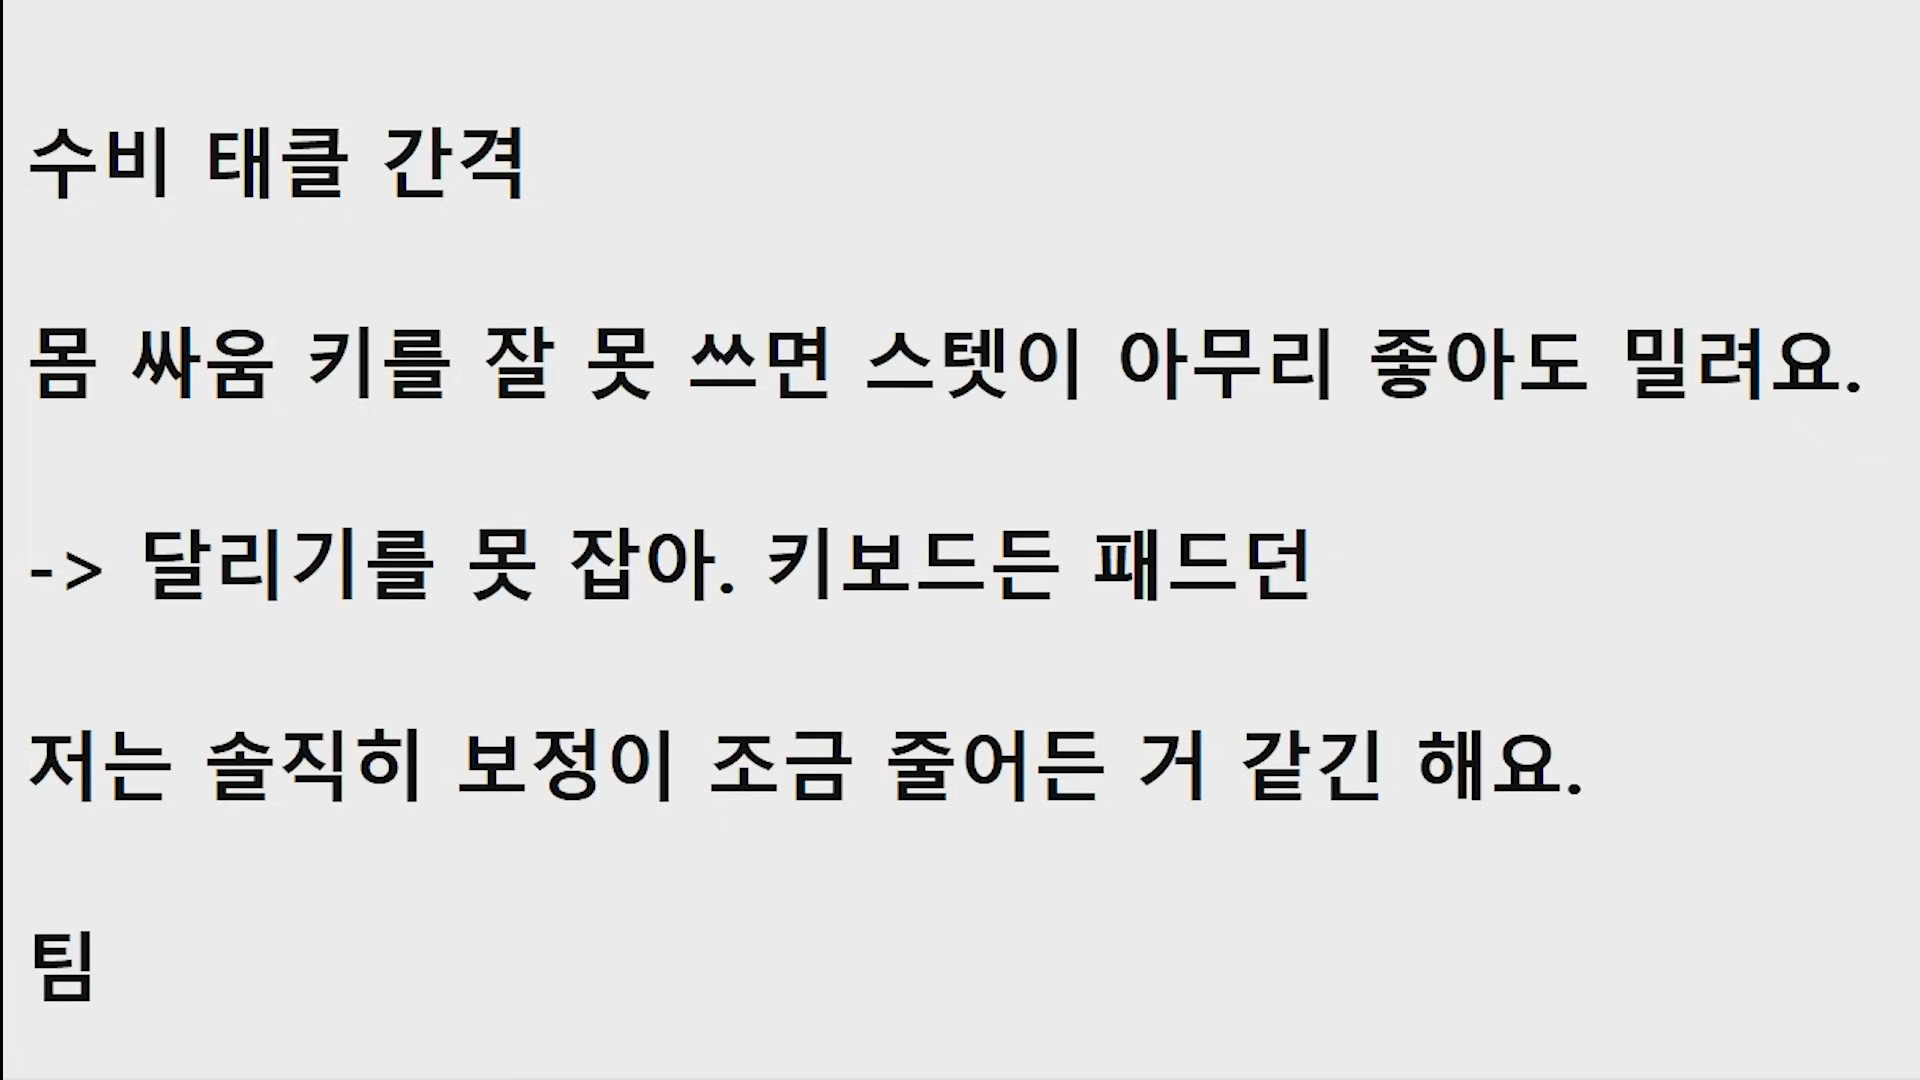 수비 태클 간격
몸 싸움 키를 잘 못 쓰면 스텟이 아무리 좋아도 밀려요.
-> 달리기를 못 잡아. 키보드든 패드던
저는 솔직히 보정이 조금 줄어든 거 같긴 해요.
팀